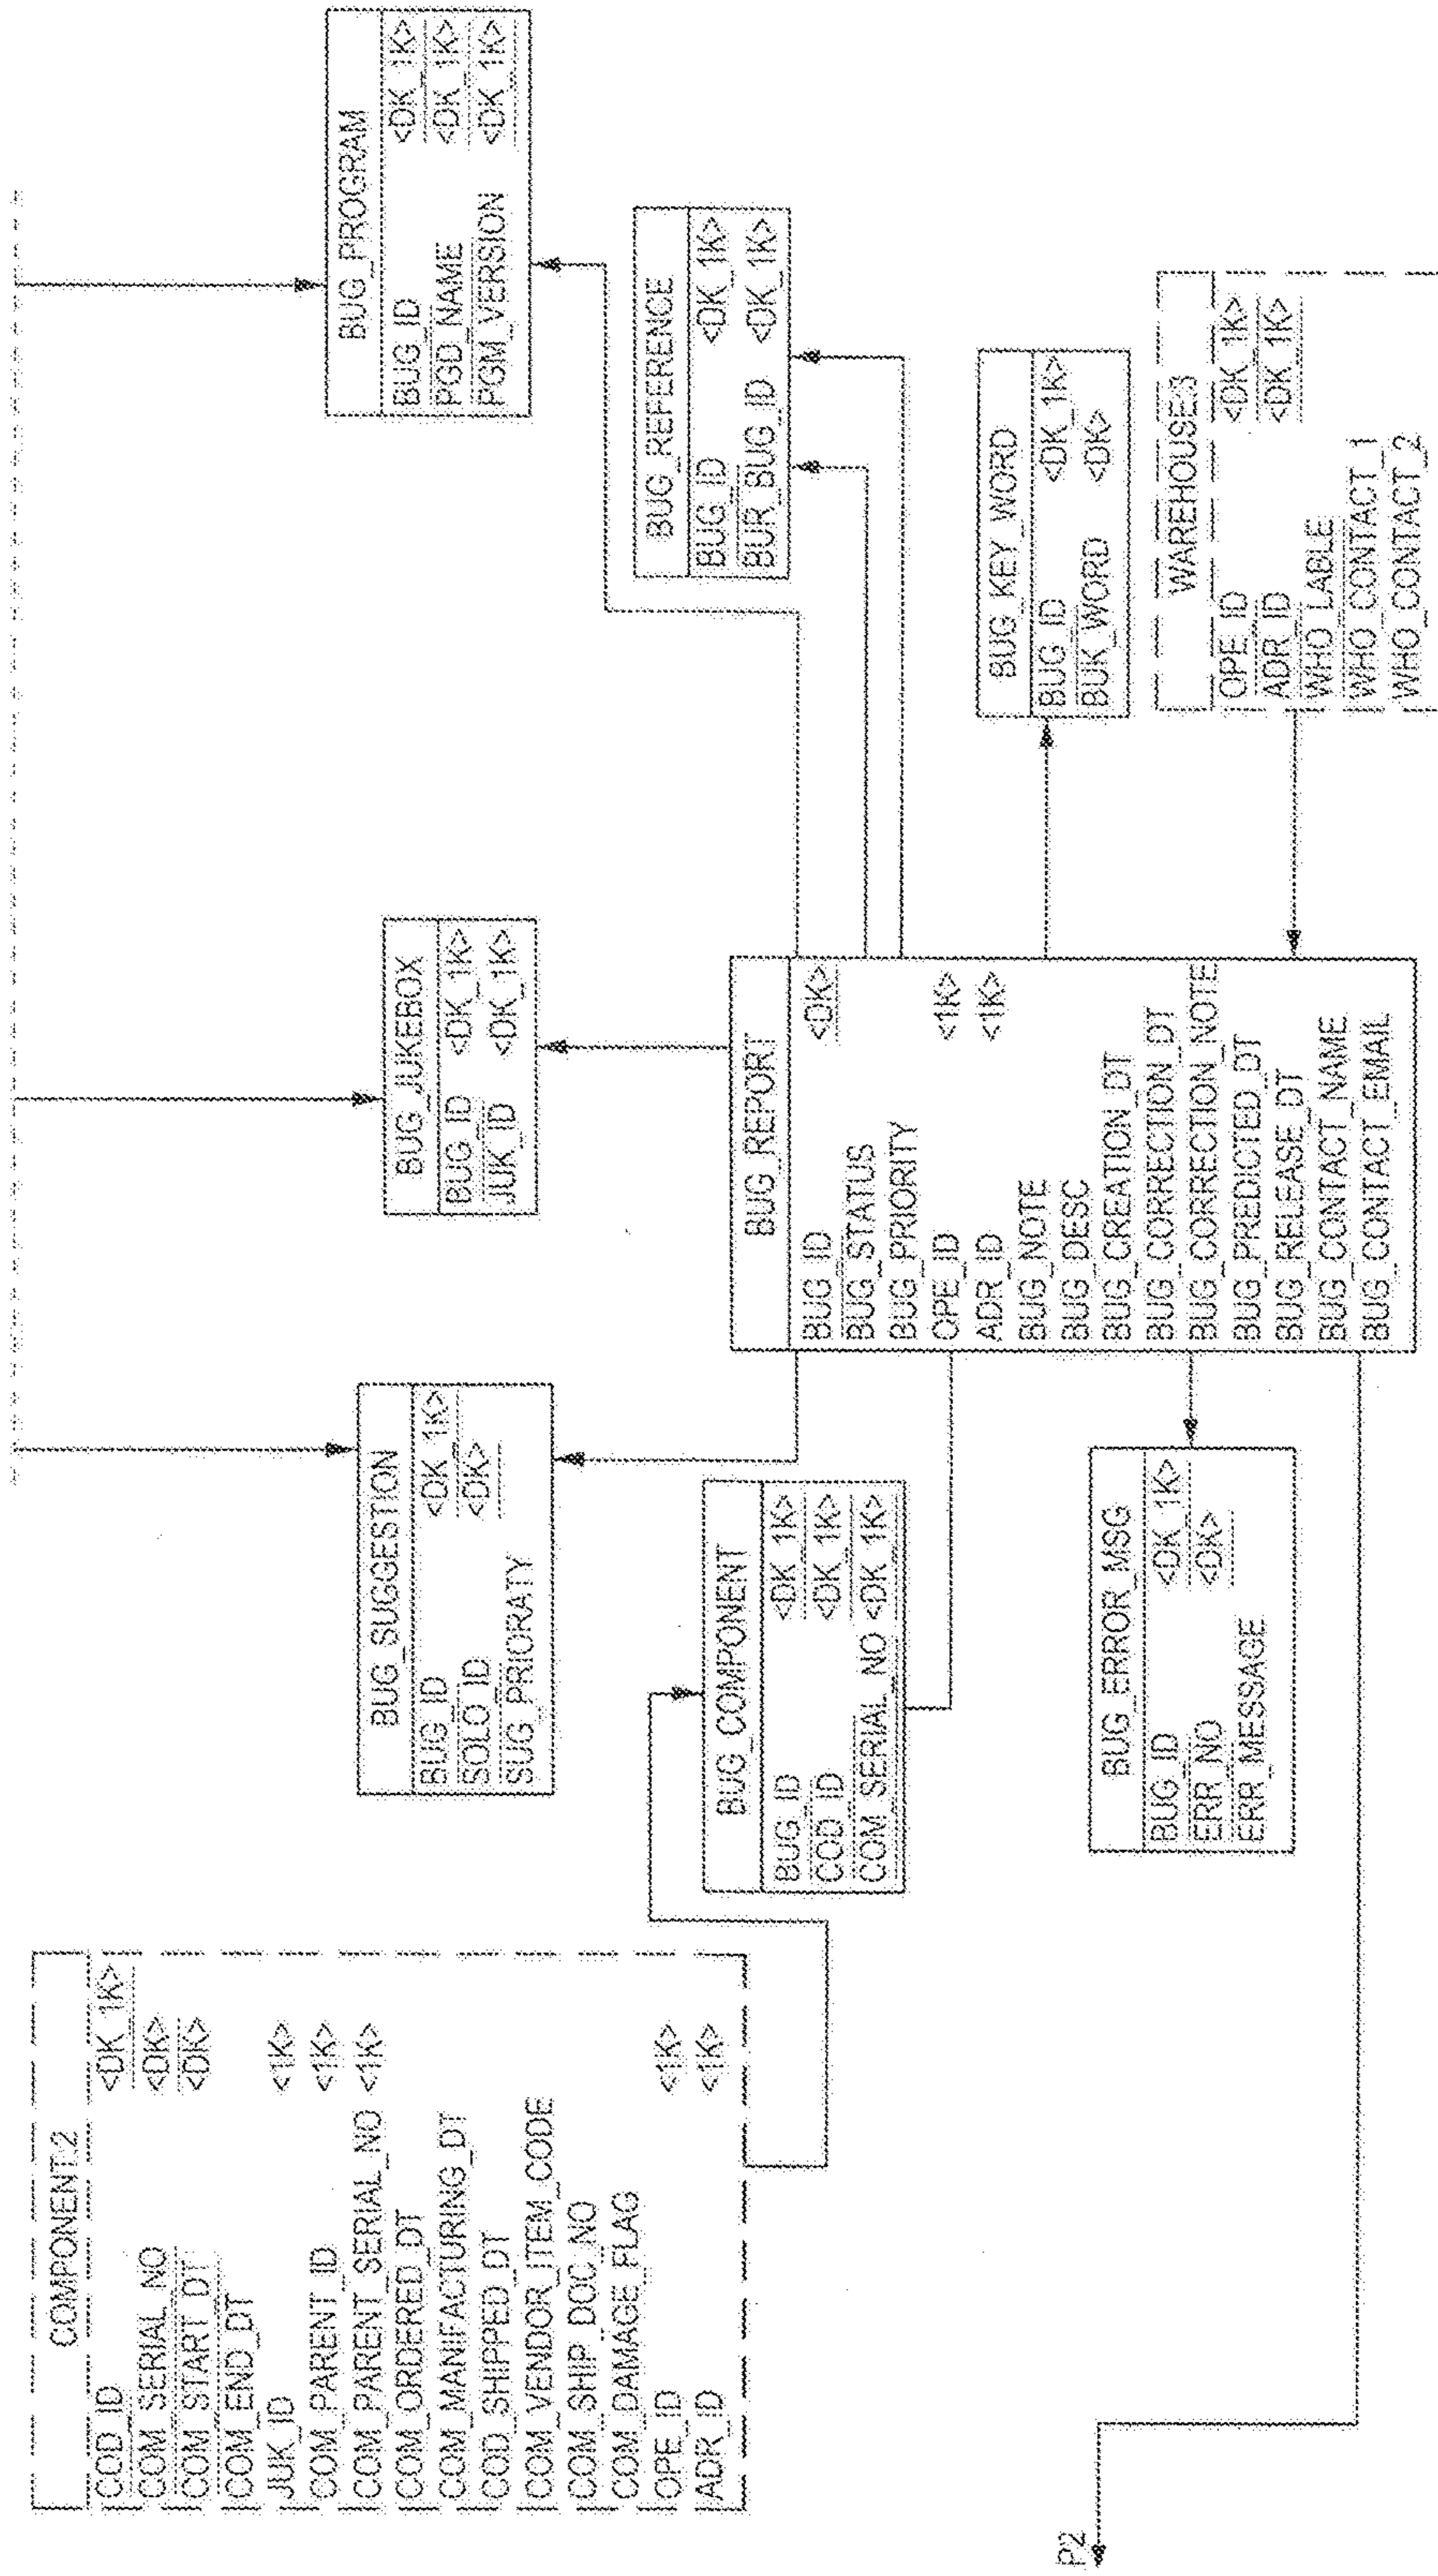 COMPONENT:2
COD_ID <DK_1K>
COM_SERIAL_NO <DK>
COM_START_DT <DK>
COM_END_DT
JUK_ID <1K>
COM_PARENT_ID <1K>
COM_PARENT_SERIAL_NO <1K>
COM_ORDERED_DT
COM_MANIFACTURING_DT
COD_SHIPPED_DT
COM_VENDOR_ITEM_CODE
COM_SHIP_DOC_NO
COM_DAMAGE_FLAG
OPE_ID <1K>
ADR_ID <1K>
BUG_SUGGESTION
BUG_ID <DK_1K>
SOLO_ID <DK>
SUG_PRIORATY
BUG_JUKEBOX
BUG_ID <DK_1K>
JUK_ID <DK_1K>
BUG_PROGRAM
BUG_ID <DK_1K>
PGD_NAME <DK_1K>
PGM_VERSION <DK_1K>
BUG_COMPONENT
BUG_ID <DK_1K>
COD_ID <DK_1K>
COM_SERIAL_NO <DK_1K>
BUG_REPORT
BUG_ID <DK>
BUG_STATUS
BUG_PRIORITY
OPE_ID <1K>
ADR_ID <1K>
BUG_NOTE
BUG_DESC
BUG_CREATION_DT
BUG_CORRECTION_DT
BUG_CORRECTION_NOTE
BUG_PREDICTED_DT
BUG_RELEASE_DT
BUG_CONTACT_NAME
BUG_CONTACT_EMAIL
BUG_REFERENCE
BUG_ID <DK_1K>
BUR_BUG_ID <DK_1K>
BUG_KEY_WORD
BUG_ID <DK_1K>
BUK_WORD <DK>
BUG_ERROR_MSG
BUG_ID <DK_1K>
ERR_NO <DK>
ERR_MESSAGE
WAREHOUSE:3
OPE_ID <DK_1K>
ADR_ID <DK_1K>
WHO_LABLE
WHO_CONTACT_1
WHO_CONTACT_2
P2